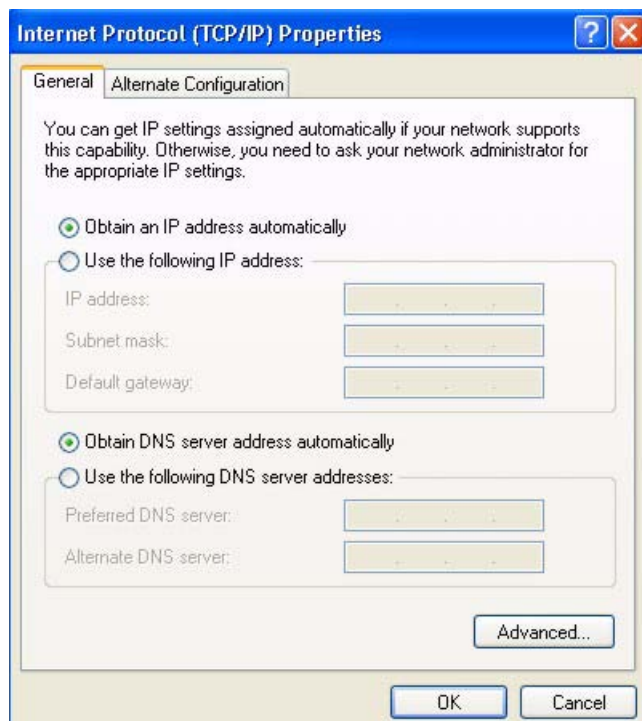 Internet Protocol (TCP/IP) Properties
General
Alternate Configuration
You can get IP settings assigned automatically if your network supports
this capability. Otherwise, you need to ask your network administrator for
the appropriate IP settings.
Obtain an IP address automatically
Use the following IP address:
IP address:
Subnet mask:
Default gateway:
Obtain DNS server address automatically
Use the following DNS server addresses:
Preferred DNS server:
Alternate DNS server:
Advanced...
OK
Cancel